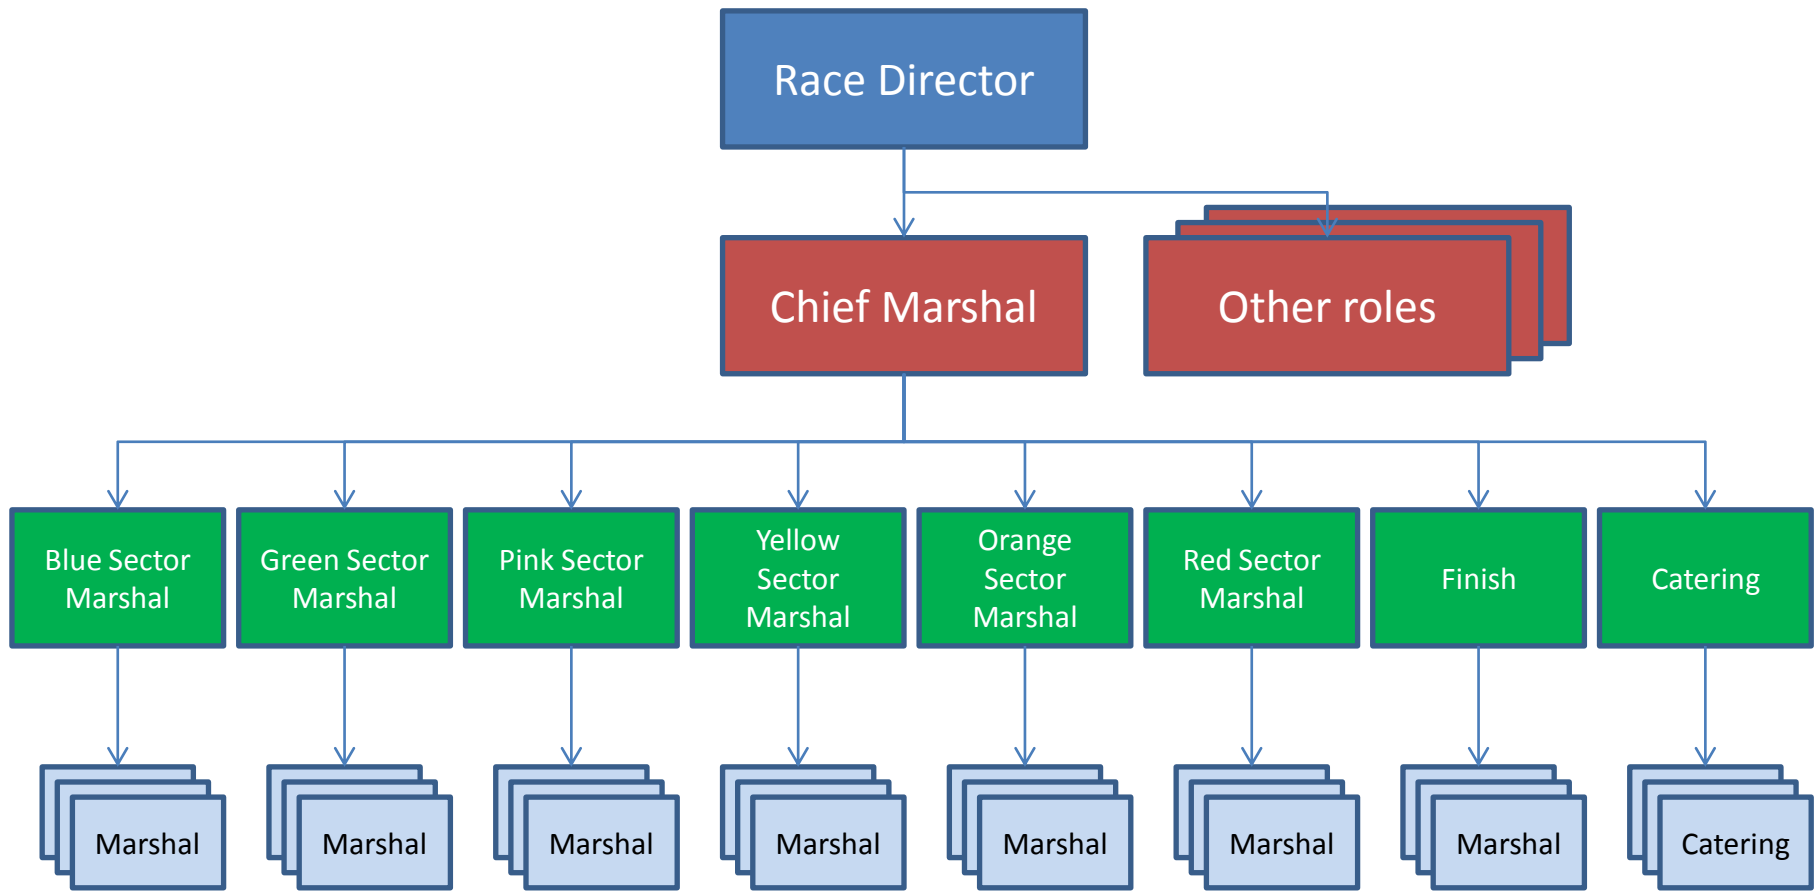 Race Director
Chief Marshal
Other roles
Blue Sector
Marshal
Green Sector
Marshal
Pink Sector
Marshal
Yellow
Sector
Marshal
Orange
Sector
Marshal
Red Sector
Marshal
Finish
Catering
Marshal
Marshal
Marshal
Marshal
Marshal
Marshal
Marshal
Catering